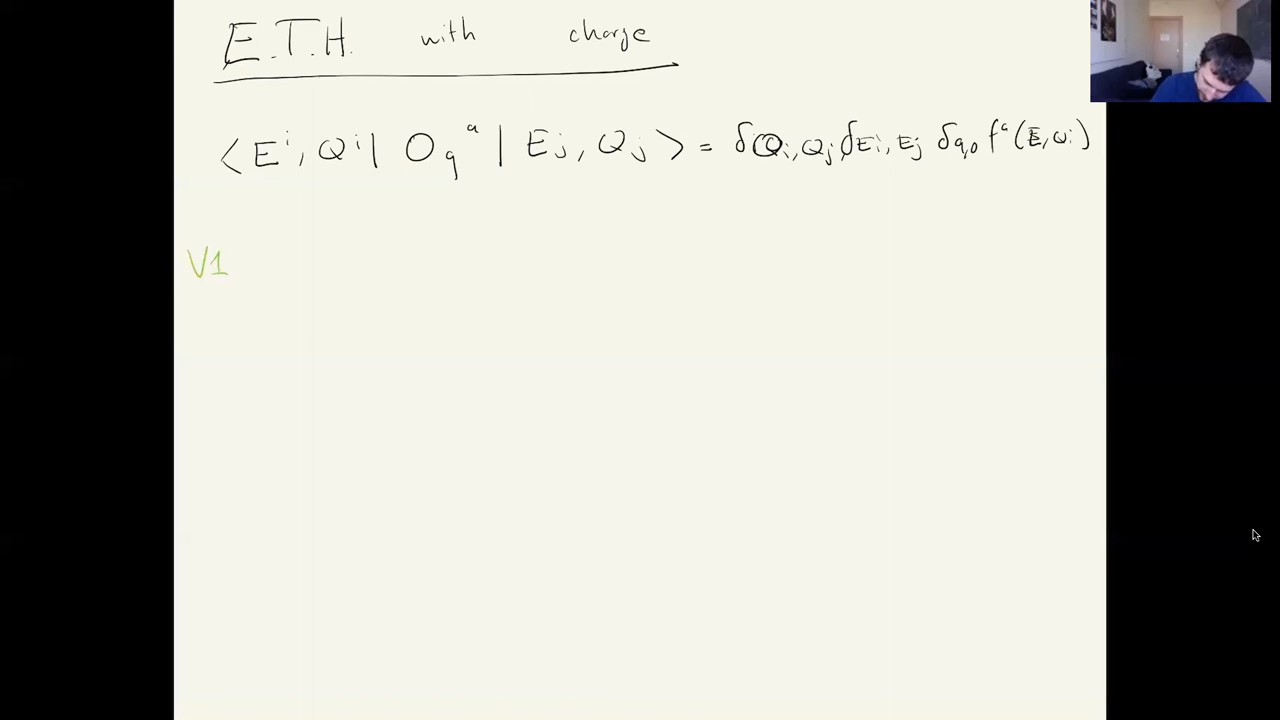 E.T.H. with charge
⟨E^i, Q^i| O_q^a | E_j, Q_j⟩ = δ_{Q_i, Q_j} δ_{E_i, E_j} δ_{q,0} f^a(E, Q_i)
V1